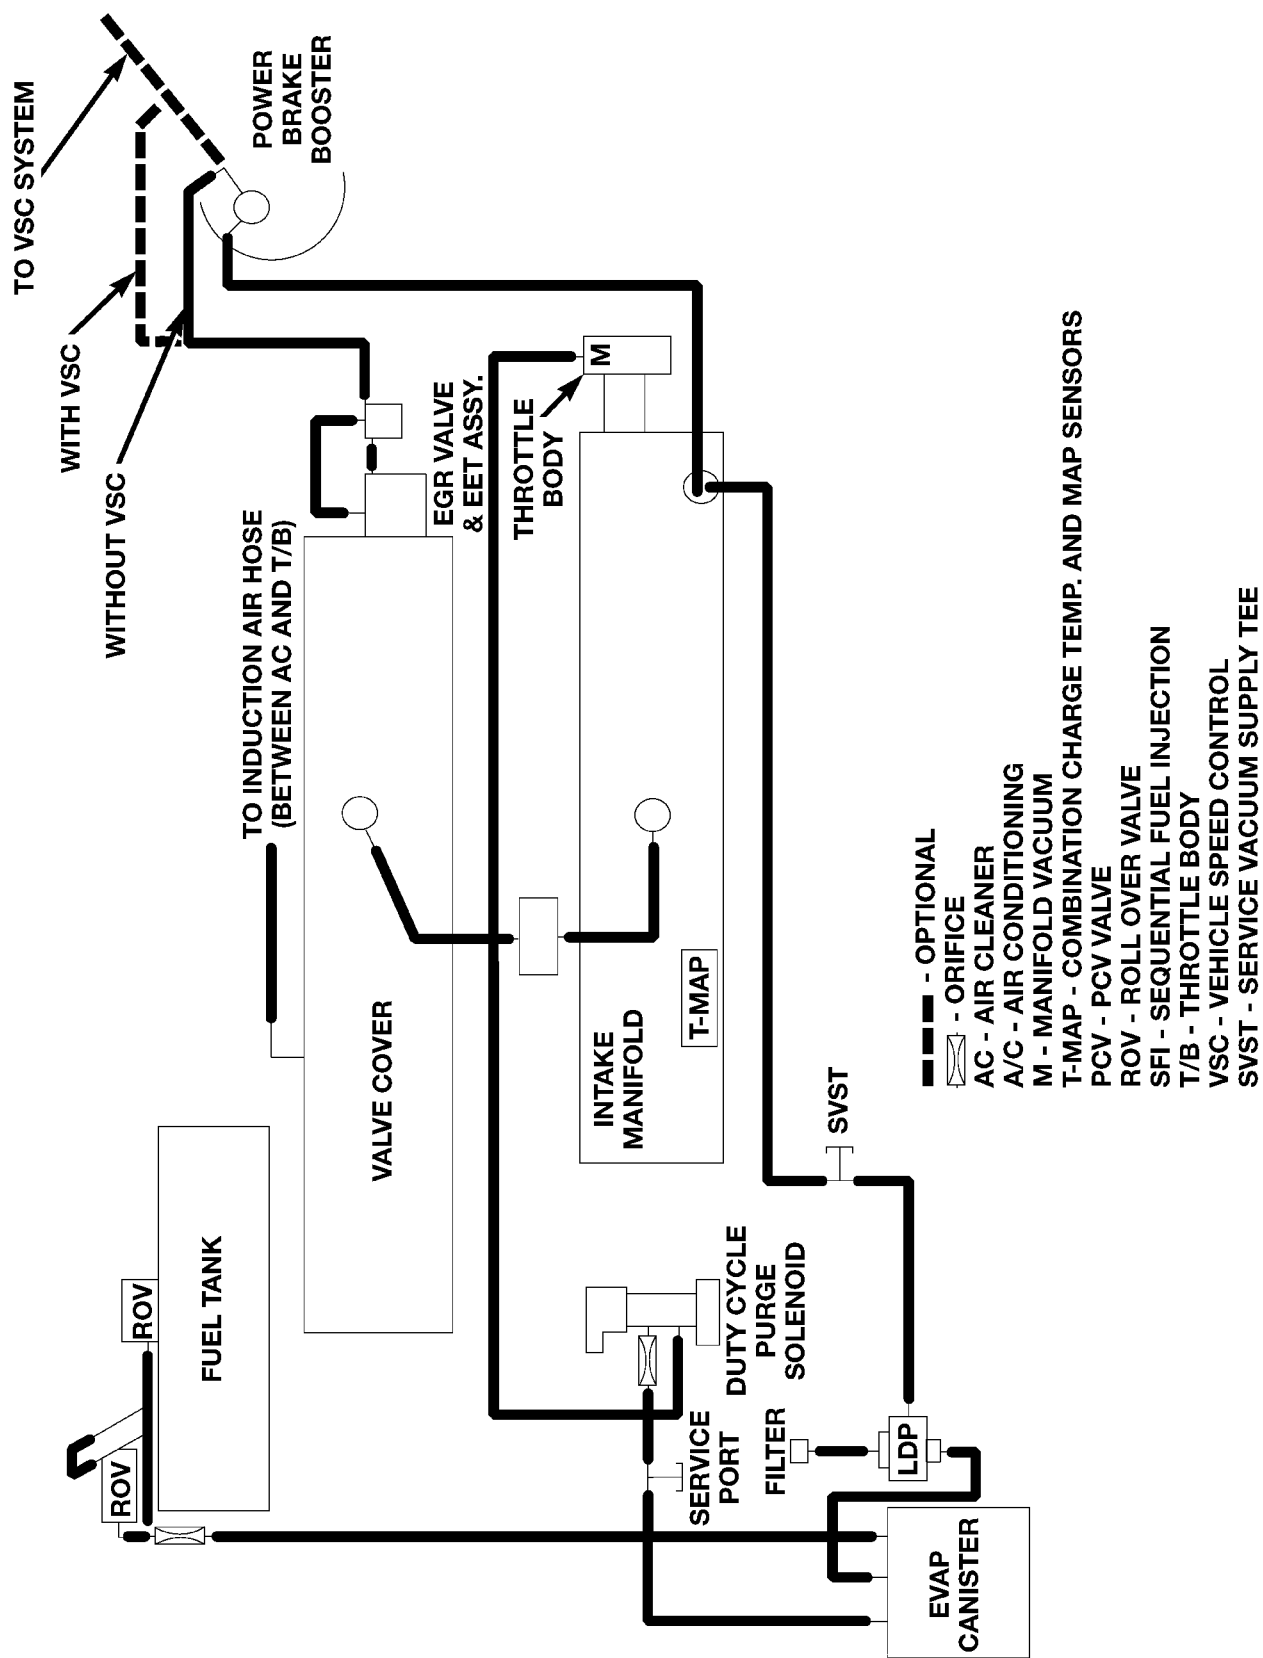 TO VSC SYSTEM
WITH VSC
WITHOUT VSC
POWER
BRAKE
BOOSTER
TO INDUCTION AIR HOSE
(BETWEEN AC AND T/B)
EGR VALVE
& EET ASSY.
THROTTLE
BODY
M
ROV
ROV
FUEL TANK
VALVE COVER
INTAKE
MANIFOLD
T-MAP
DUTY CYCLE
PURGE
SOLENOID
SERVICE
PORT
FILTER
SVST
LDP
EVAP
CANISTER
- OPTIONAL
- ORIFICE
AC - AIR CLEANER
A/C - AIR CONDITIONING
M - MANIFOLD VACUUM
T-MAP - COMBINATION CHARGE TEMP. AND MAP SENSORS
PCV - PCV VALVE
ROV - ROLL OVER VALVE
SFI - SEQUENTIAL FUEL INJECTION
T/B - THROTTLE BODY
VSC - VEHICLE SPEED CONTROL
SVST - SERVICE VACUUM SUPPLY TEE